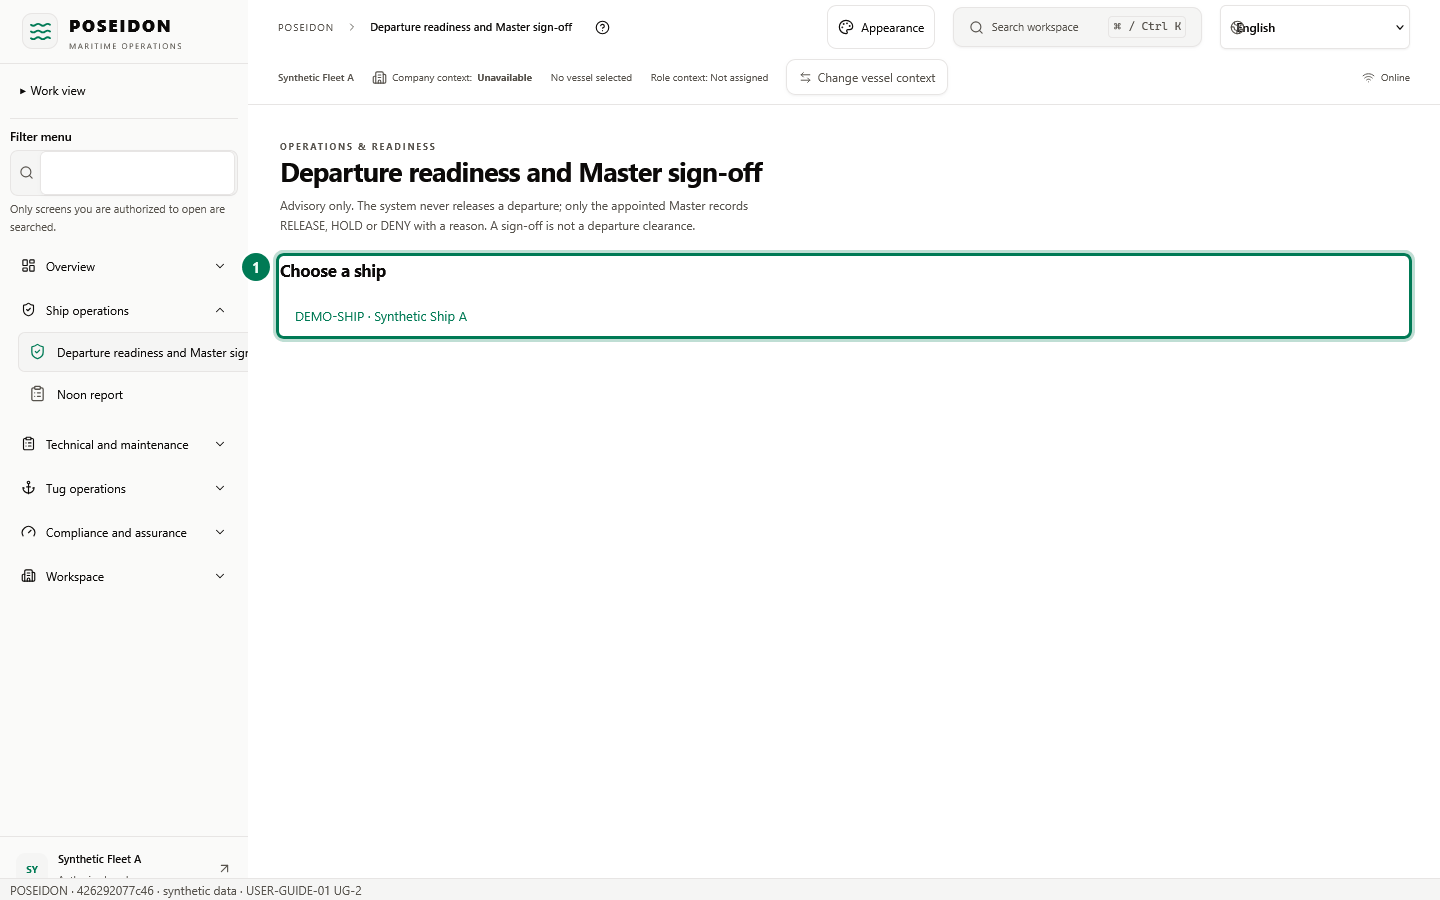 POSEIDON
MARITIME OPERATIONS
Work view
Filter menu
Only screens you are authorized to open are
searched.
Overview
Ship operations
Departure readiness and Master sign
Noon report
Technical and maintenance
Tug operations
Compliance and assurance
Workspace
SY
Synthetic Fleet A
POSEIDON
Departure readiness and Master sign-off
Appearance
Search workspace
⌘ / Ctrl K
English
Synthetic Fleet A
Company context: Unavailable
No vessel selected
Role context: Not assigned
Change vessel context
Online
OPERATIONS & READINESS
Departure readiness and Master sign-off
Advisory only. The system never releases a departure; only the appointed Master records
RELEASE, HOLD or DENY with a reason. A sign-off is not a departure clearance.
1
Choose a ship
DEMO-SHIP · Synthetic Ship A
POSEIDON · 426292077c46 · synthetic data · USER-GUIDE-01 UG-2